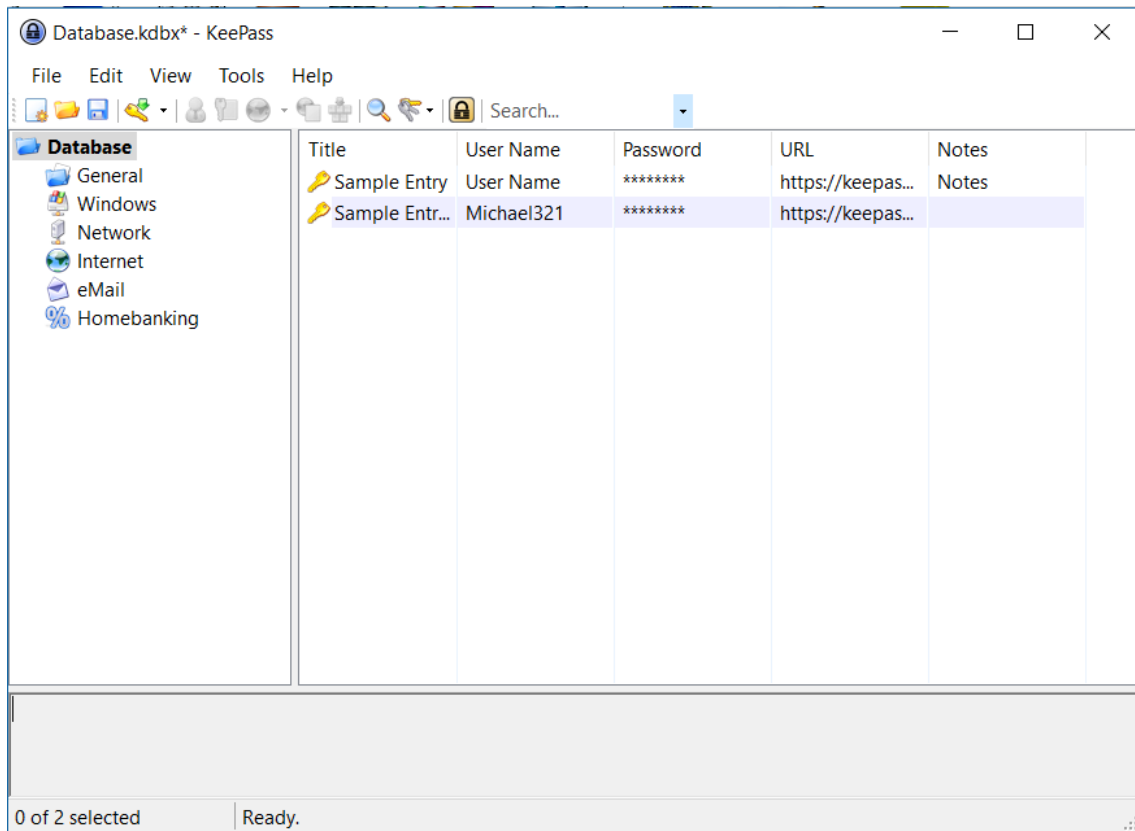 Database.kdbx* - KeePass
File Edit View Tools Help
Search...
Database
General
Windows
Network
Internet
eMail
Homebanking
Title User Name Password URL Notes
Sample Entry User Name ******** https://keepas... Notes
Sample Entr... Michael321 ******** https://keepas...
0 of 2 selected Ready.